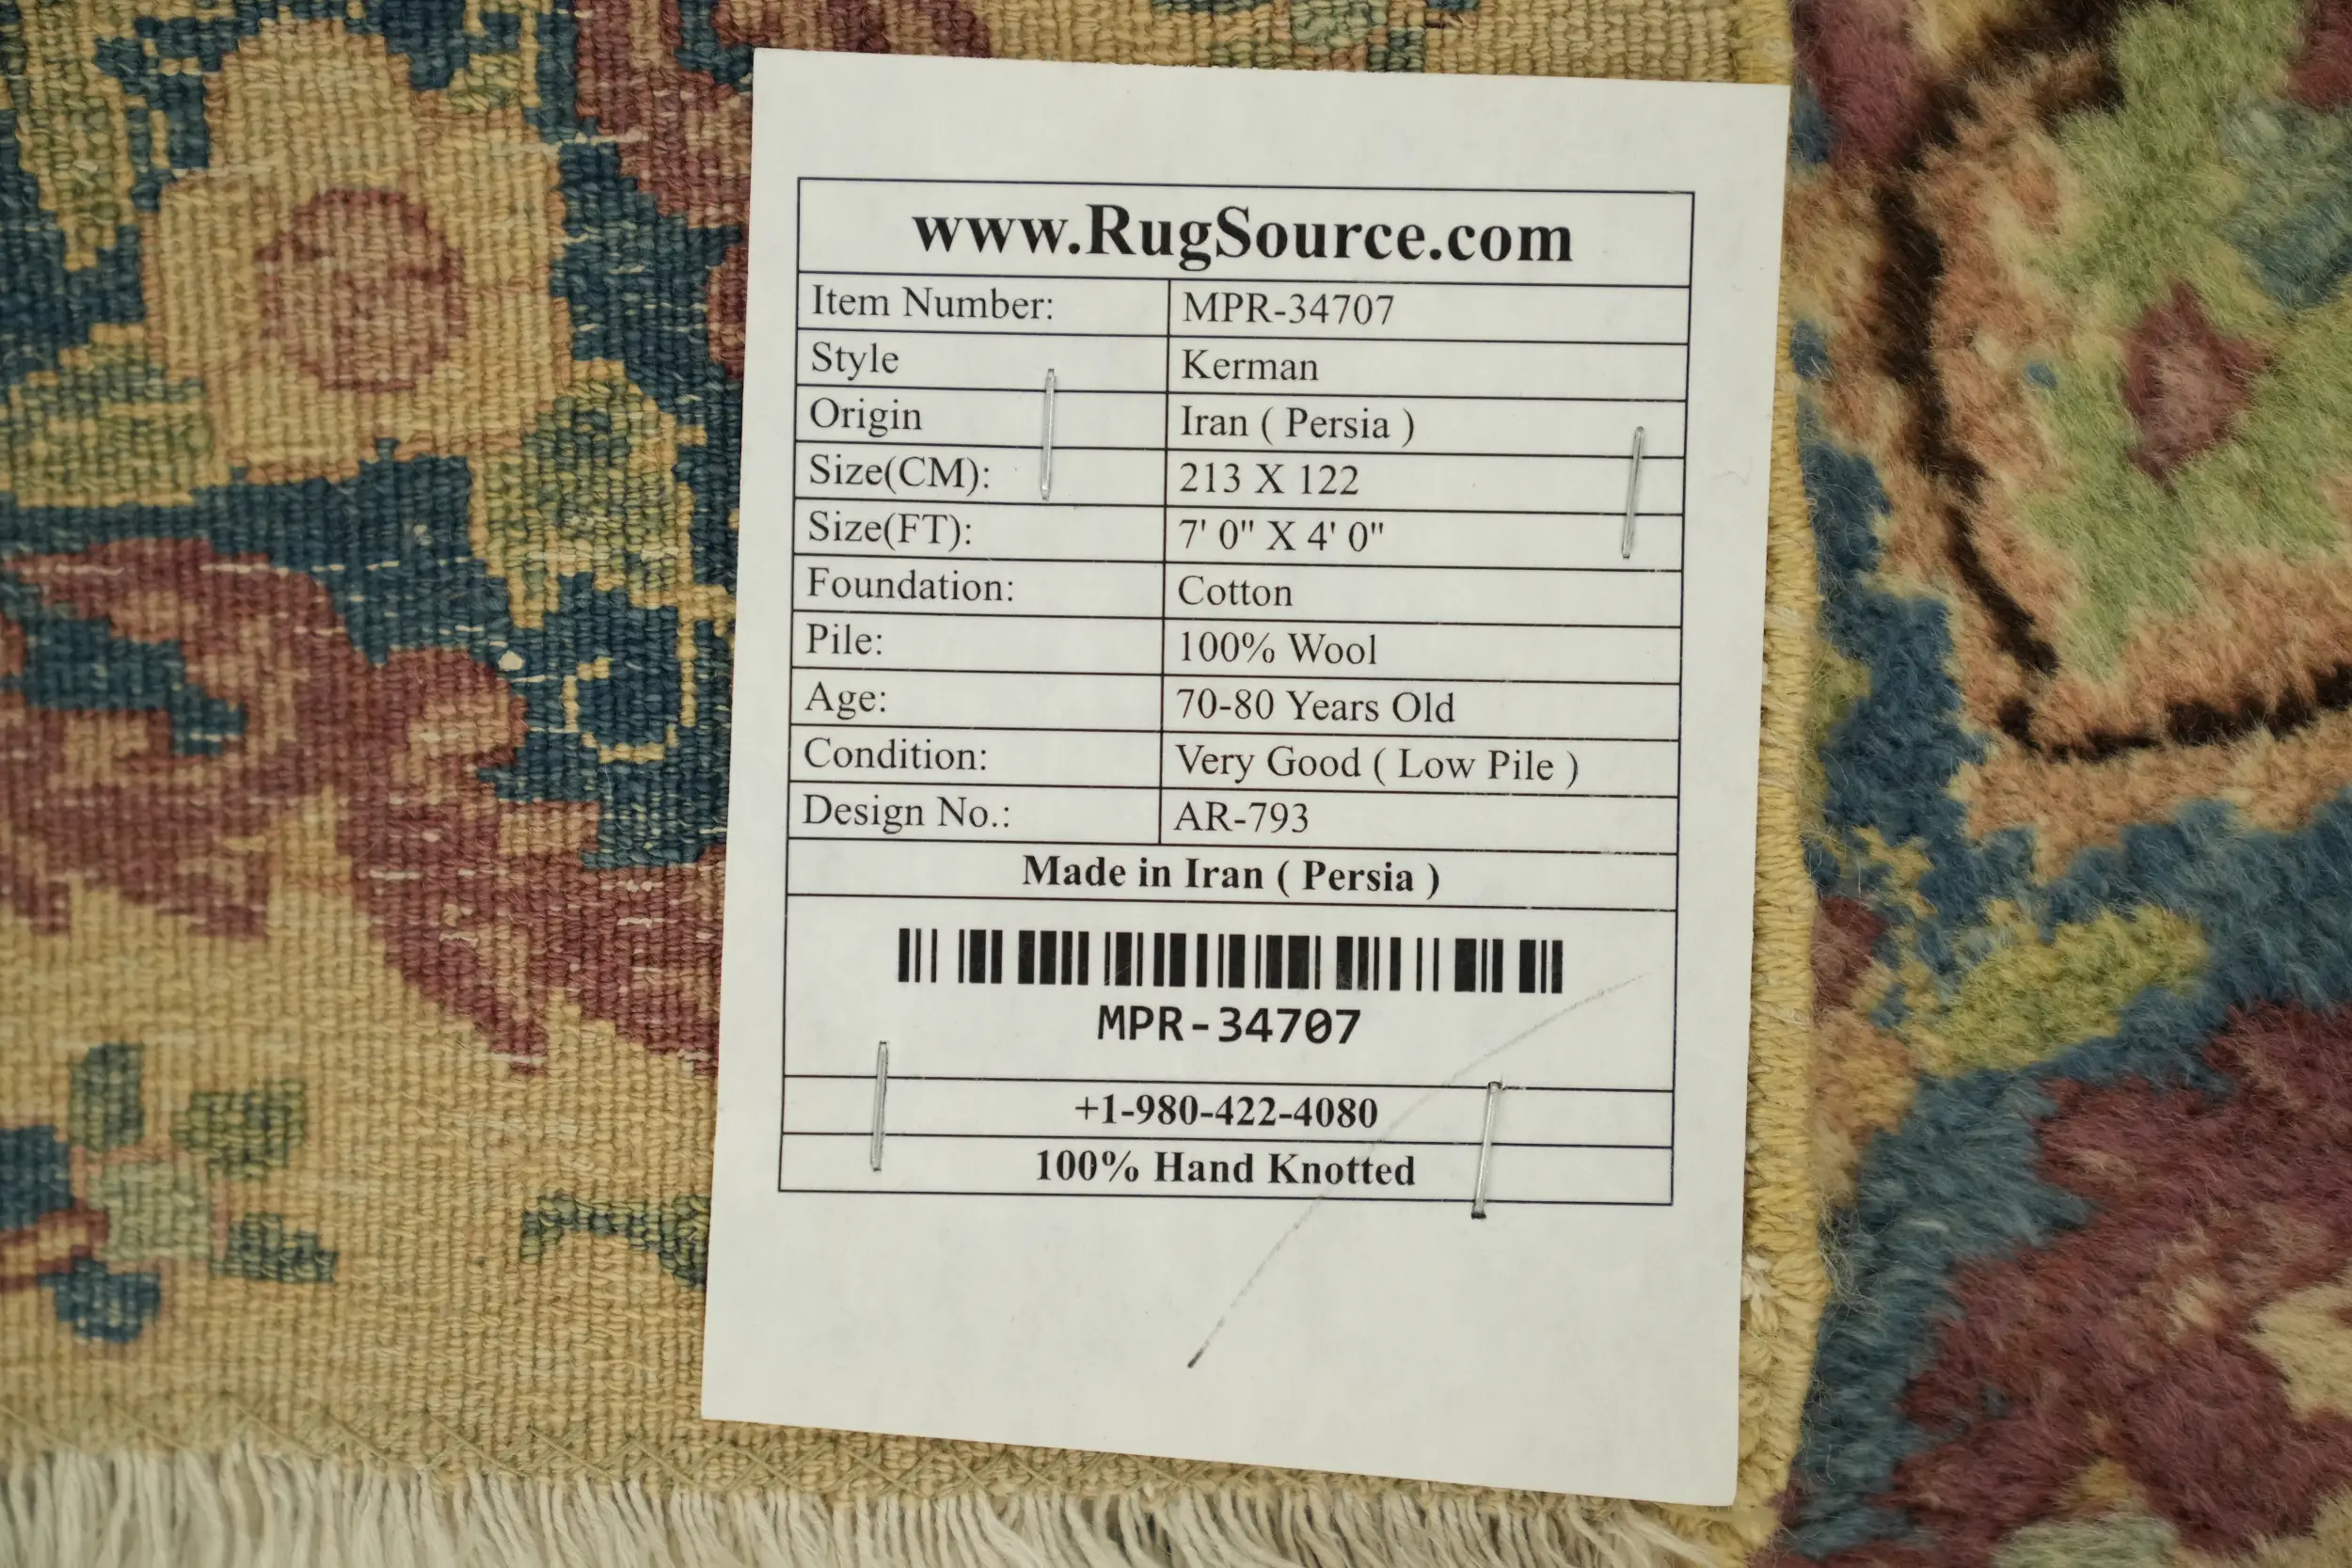 www.RugSource.com
Item Number: MPR-34707
Style Kerman
Origin Iran ( Persia )
Size(CM): 213 X 122
Size(FT): 7' 0" X 4' 0"
Foundation: Cotton
Pile: 100% Wool
Age: 70-80 Years Old
Condition: Very Good ( Low Pile )
Design No.: AR-793
Made in Iran ( Persia )
MPR-34707
+1-980-422-4080
100% Hand Knotted